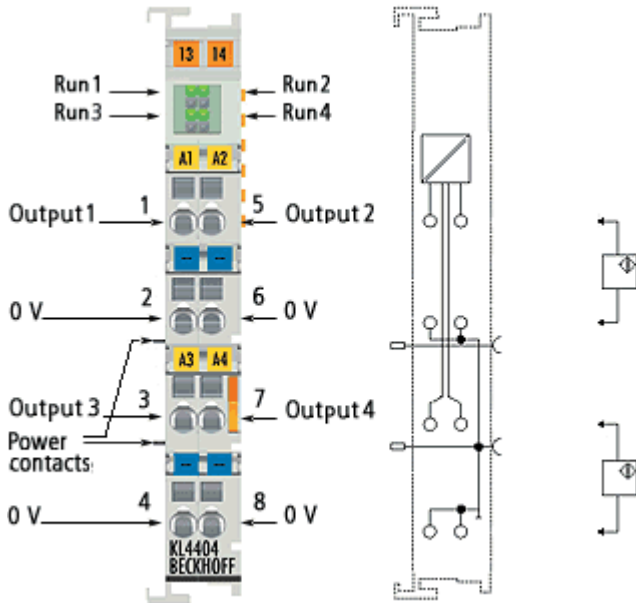 13 14
Run 1
Run 2
Run 3
Run 4
A1 A2
Output 1
1
5
Output 2
-- --
0 V
2
6
0 V
A3 A4
Output 3
3
7
Output 4
Power
contacts
-- --
0 V
4
8
0 V
KL4404
BECKHOFF